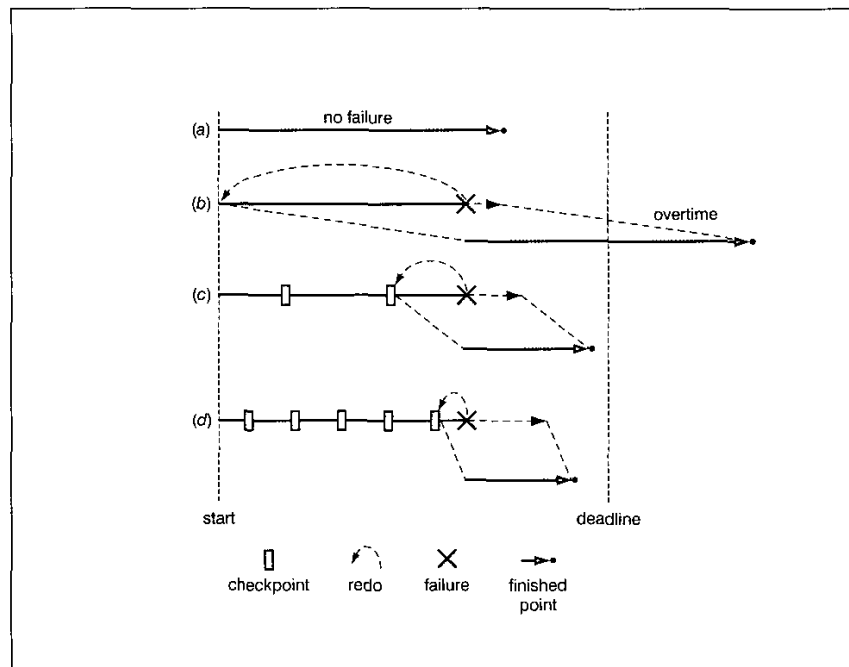 (a)
no failure
(b)
overtime
(c)
(d)
start
deadline
checkpoint
redo
failure
finished
point